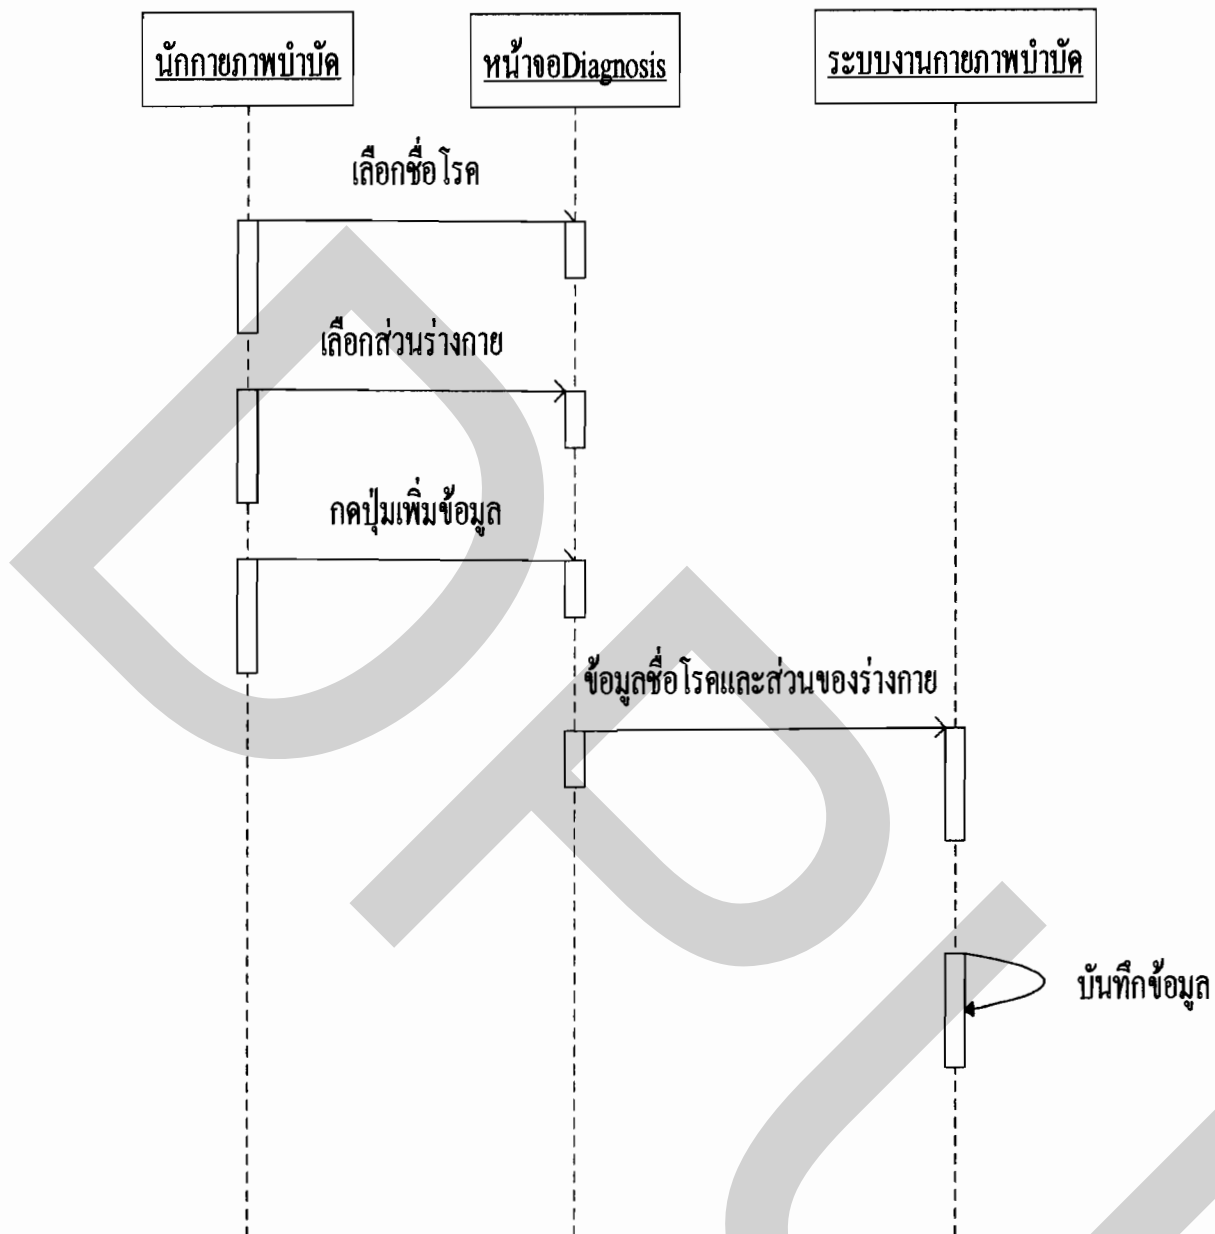 นักกายภาพบำบัด
หน้าจอDiagnosis
ระบบงานกายภาพบำบัด
เลือกชื่อโรค
เลือกส่วนร่างกาย
กดปุ่มเพิ่มข้อมูล
ข้อมูลชื่อโรคและส่วนของร่างกาย
บันทึกข้อมูล